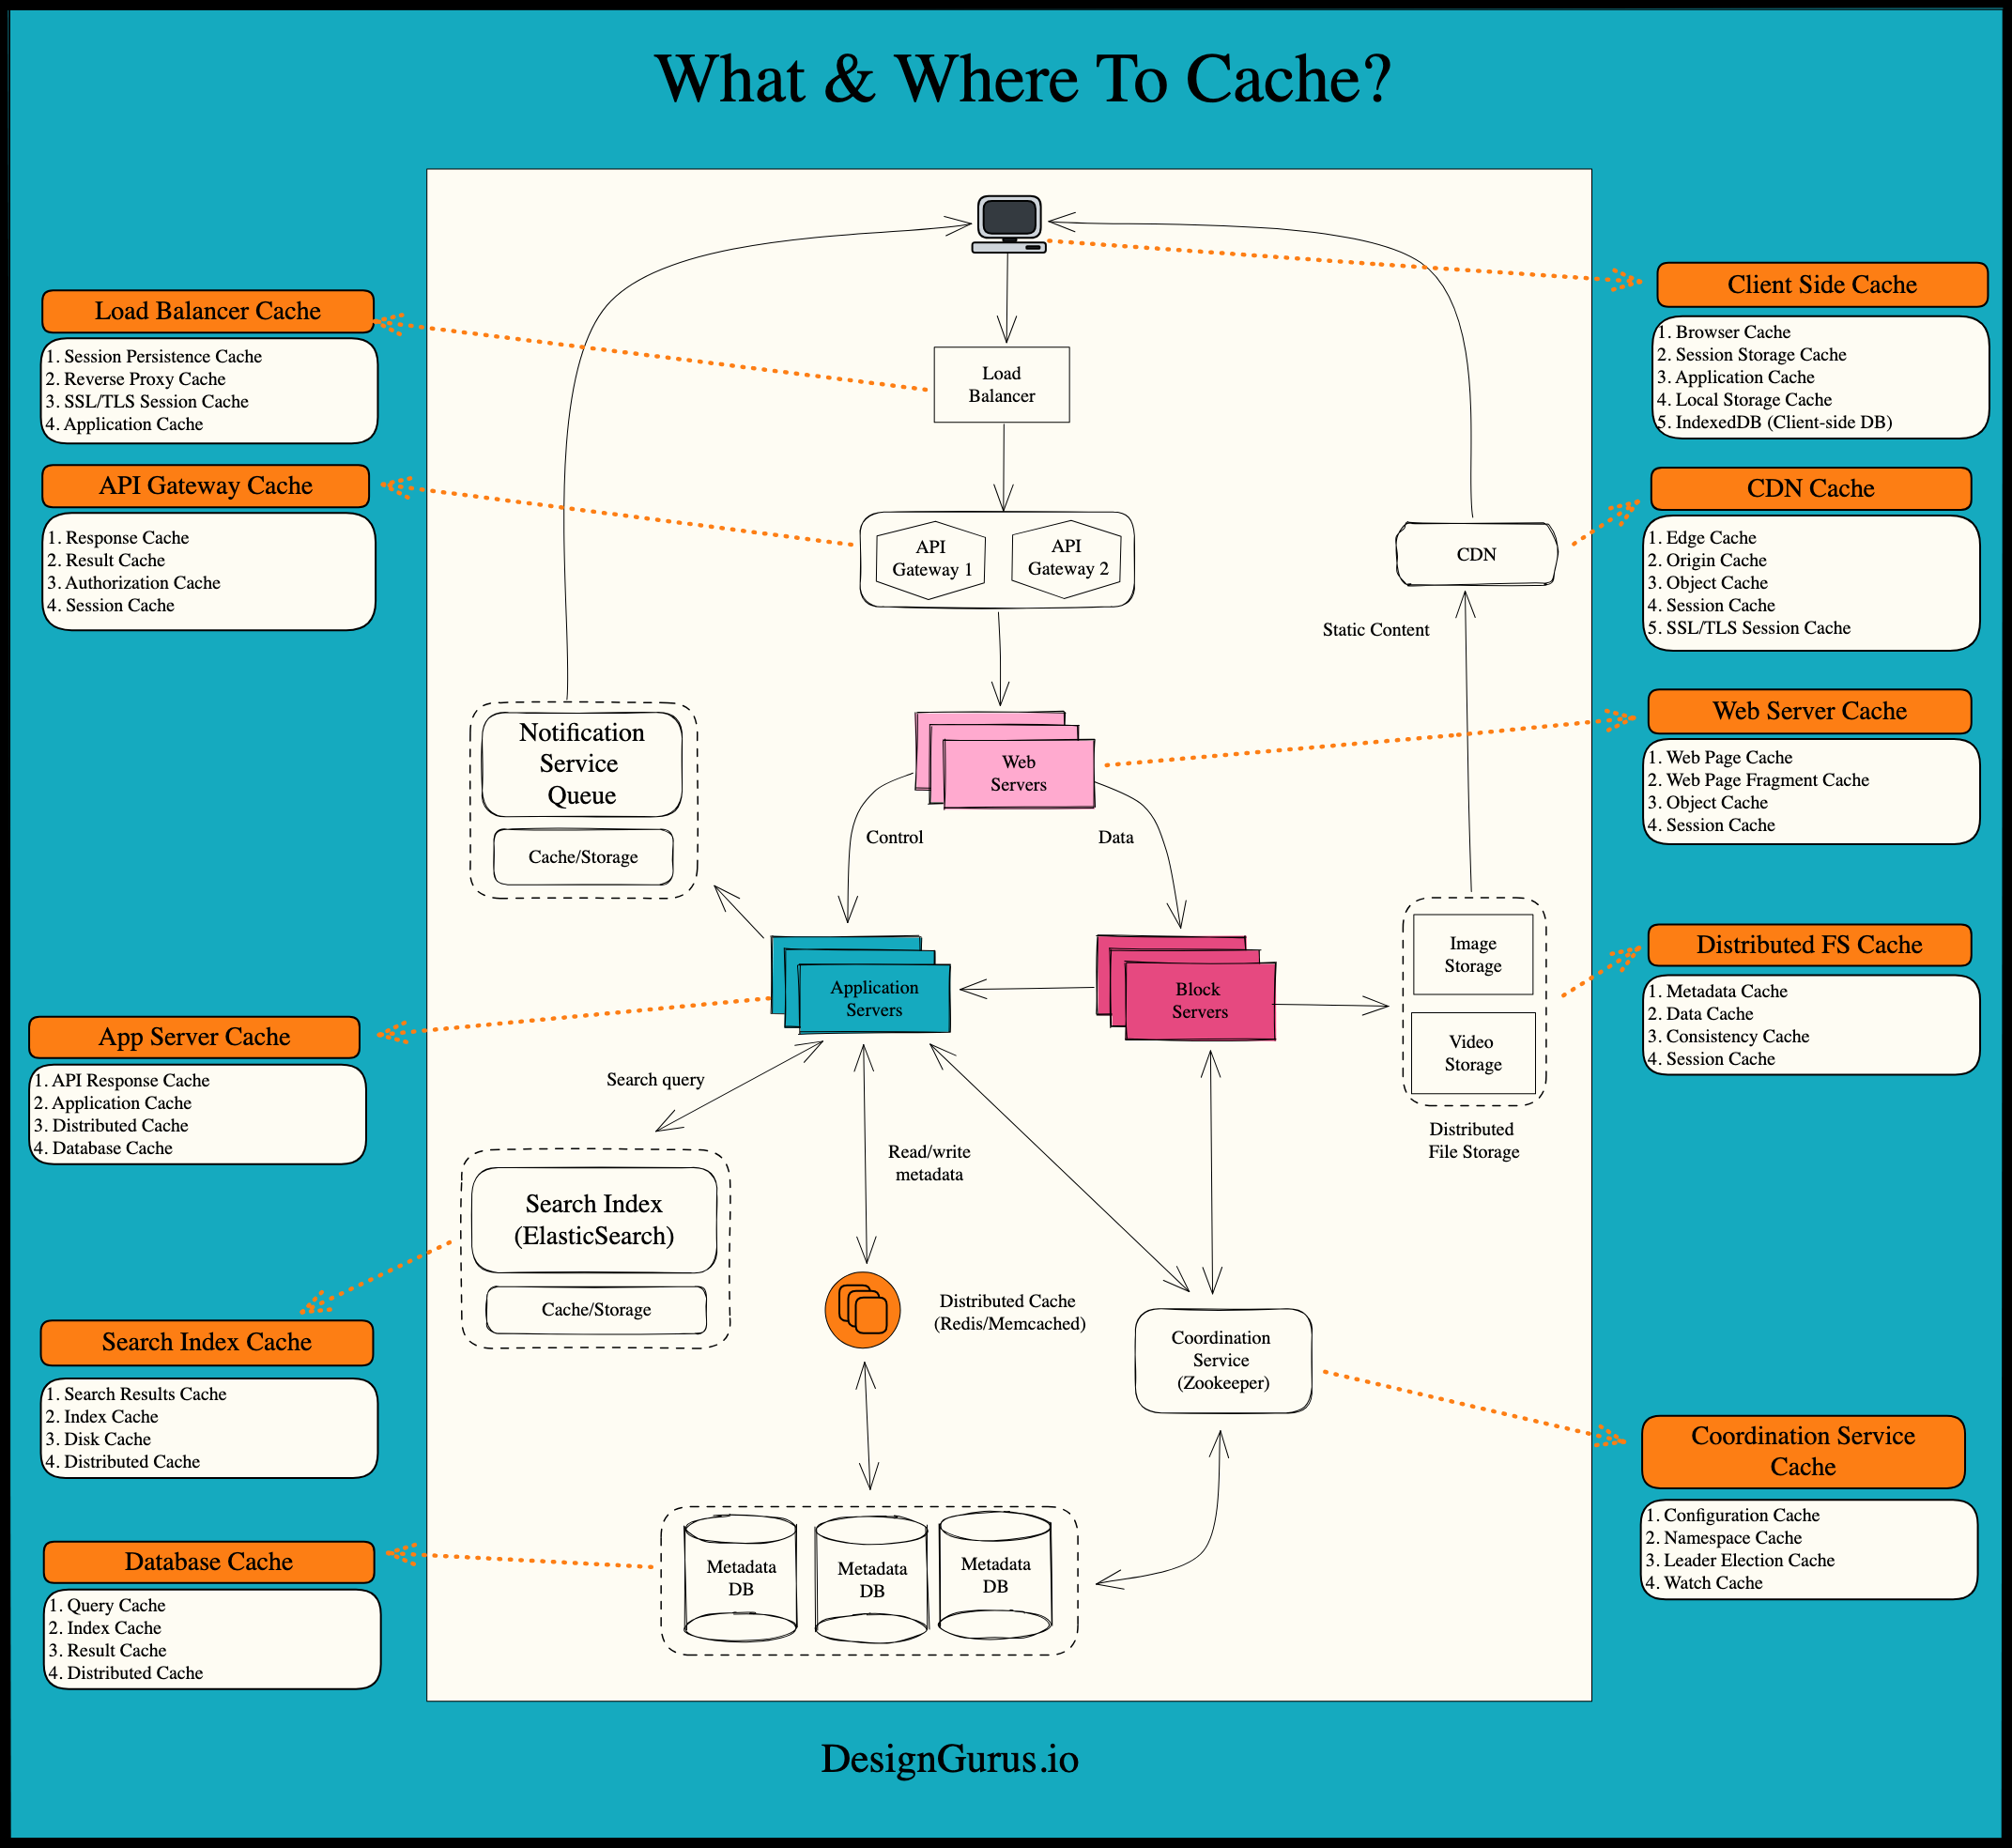 What & Where To Cache?
Load Balancer Cache
1. Session Persistence Cache
2. Reverse Proxy Cache
3. SSL/TLS Session Cache
4. Application Cache
API Gateway Cache
1. Response Cache
2. Result Cache
3. Authorization Cache
4. Session Cache
App Server Cache
1. API Response Cache
2. Application Cache
3. Distributed Cache
4. Database Cache
Search Index Cache
1. Search Results Cache
2. Index Cache
3. Disk Cache
4. Distributed Cache
Database Cache
1. Query Cache
2. Index Cache
3. Result Cache
4. Distributed Cache
Load
Balancer
API
Gateway 1
API
Gateway 2
CDN
Static Content
Notification
Service
Queue
Cache/Storage
Web
Servers
Control
Data
Application
Servers
Block
Servers
Image
Storage
Video
Storage
Distributed
File Storage
Search query
Read/write
metadata
Search Index
(ElasticSearch)
Cache/Storage
Distributed Cache
(Redis/Memcached)
Coordination
Service
(Zookeeper)
Metadata
DB
Metadata
DB
Metadata
DB
Client Side Cache
1. Browser Cache
2. Session Storage Cache
3. Application Cache
4. Local Storage Cache
5. IndexedDB (Client-side DB)
CDN Cache
1. Edge Cache
2. Origin Cache
3. Object Cache
4. Session Cache
5. SSL/TLS Session Cache
Web Server Cache
1. Web Page Cache
2. Web Page Fragment Cache
3. Object Cache
4. Session Cache
Distributed FS Cache
1. Metadata Cache
2. Data Cache
3. Consistency Cache
4. Session Cache
Coordination Service
Cache
1. Configuration Cache
2. Namespace Cache
3. Leader Election Cache
4. Watch Cache
DesignGurus.io